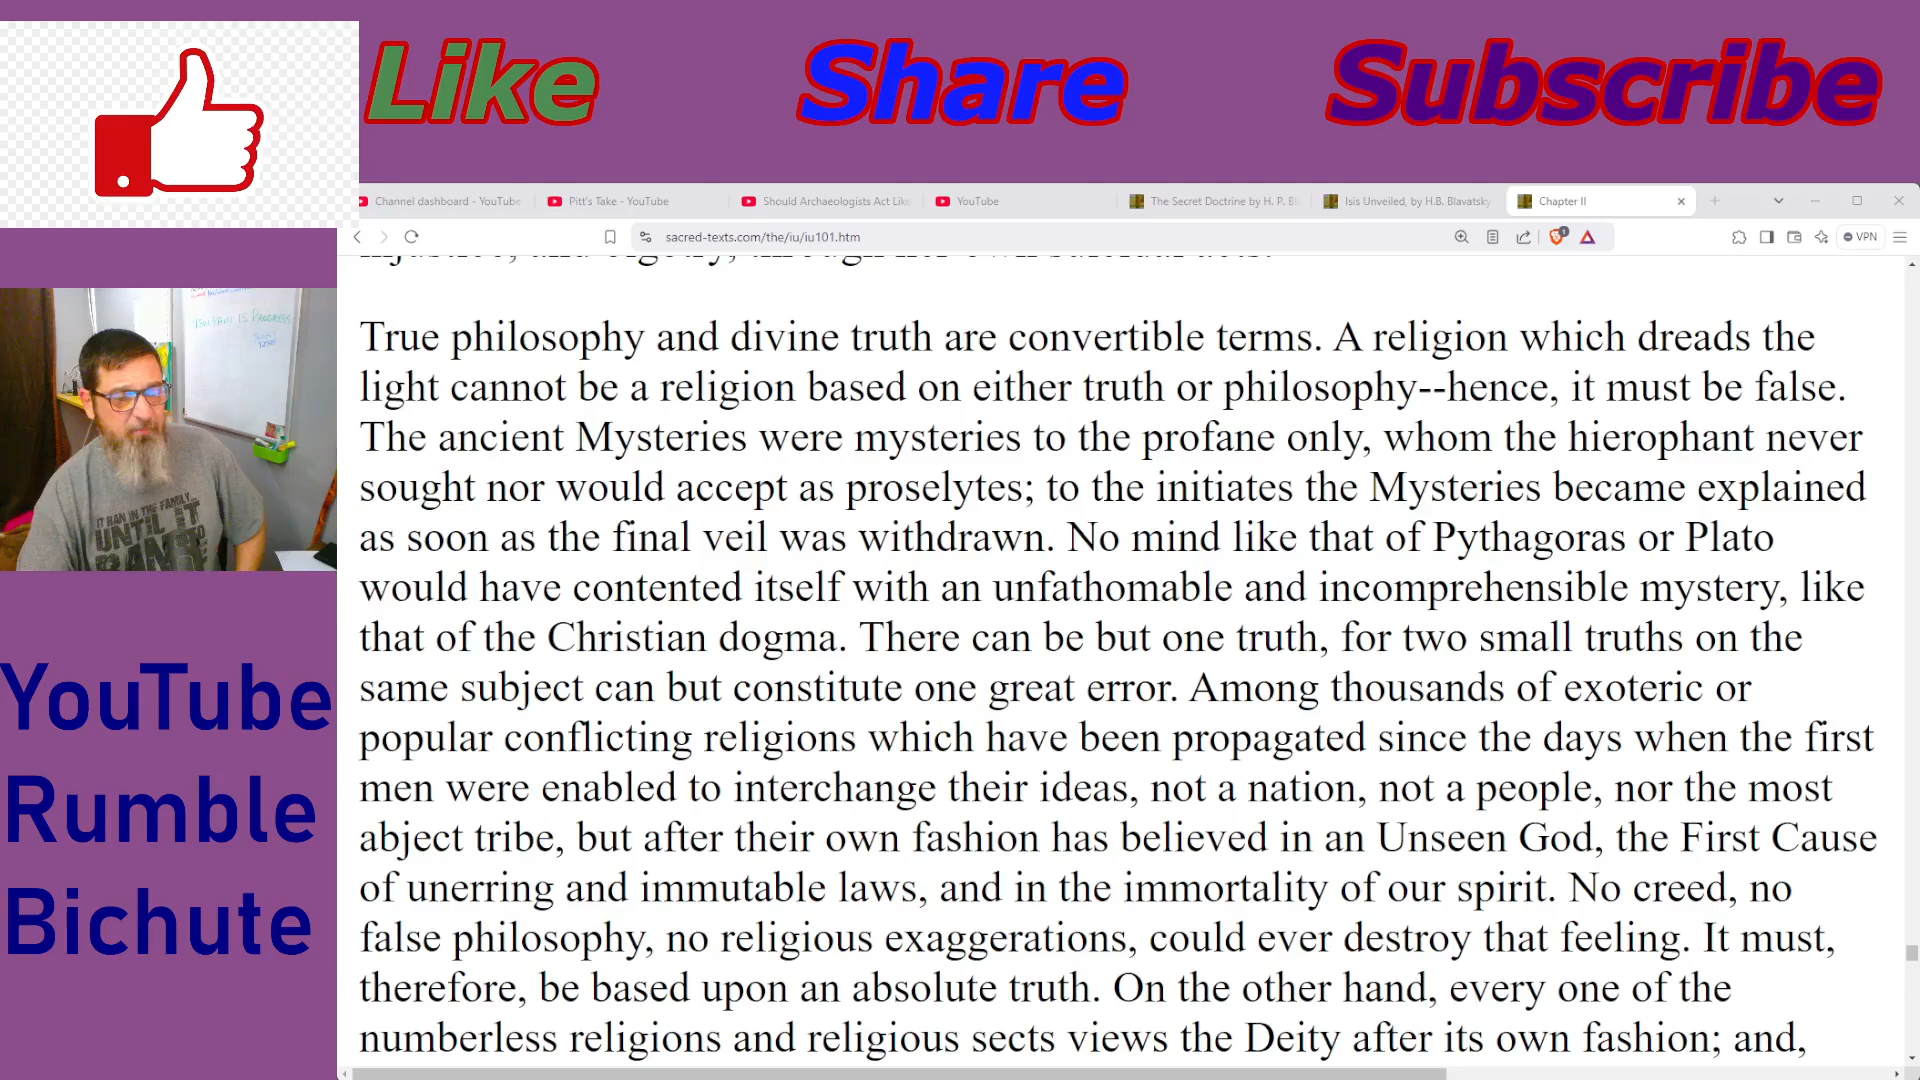 Like Share Subscribe
Channel dashboard - YouTube
Pitt's Take - YouTube
Should Archaeologists Act Like
YouTube
The Secret Doctrine by H. P. Bl
Isis Unveiled, by H.B. Blavatsky
Chapter II
sacred-texts.com/the/iu/iu101.htm
VPN
True philosophy and divine truth are convertible terms. A religion which dreads the
light cannot be a religion based on either truth or philosophy--hence, it must be false.
The ancient Mysteries were mysteries to the profane only, whom the hierophant never
sought nor would accept as proselytes; to the initiates the Mysteries became explained
as soon as the final veil was withdrawn. No mind like that of Pythagoras or Plato
would have contented itself with an unfathomable and incomprehensible mystery, like
that of the Christian dogma. There can be but one truth, for two small truths on the
same subject can but constitute one great error. Among thousands of exoteric or
popular conflicting religions which have been propagated since the days when the first
men were enabled to interchange their ideas, not a nation, not a people, nor the most
abject tribe, but after their own fashion has believed in an Unseen God, the First Cause
of unerring and immutable laws, and in the immortality of our spirit. No creed, no
false philosophy, no religious exaggerations, could ever destroy that feeling. It must,
therefore, be based upon an absolute truth. On the other hand, every one of the
numberless religions and religious sects views the Deity after its own fashion; and,
IT RAN IN THE FAMILY...
UNTIL IT
RAN
YouTube
Rumble
Bichute